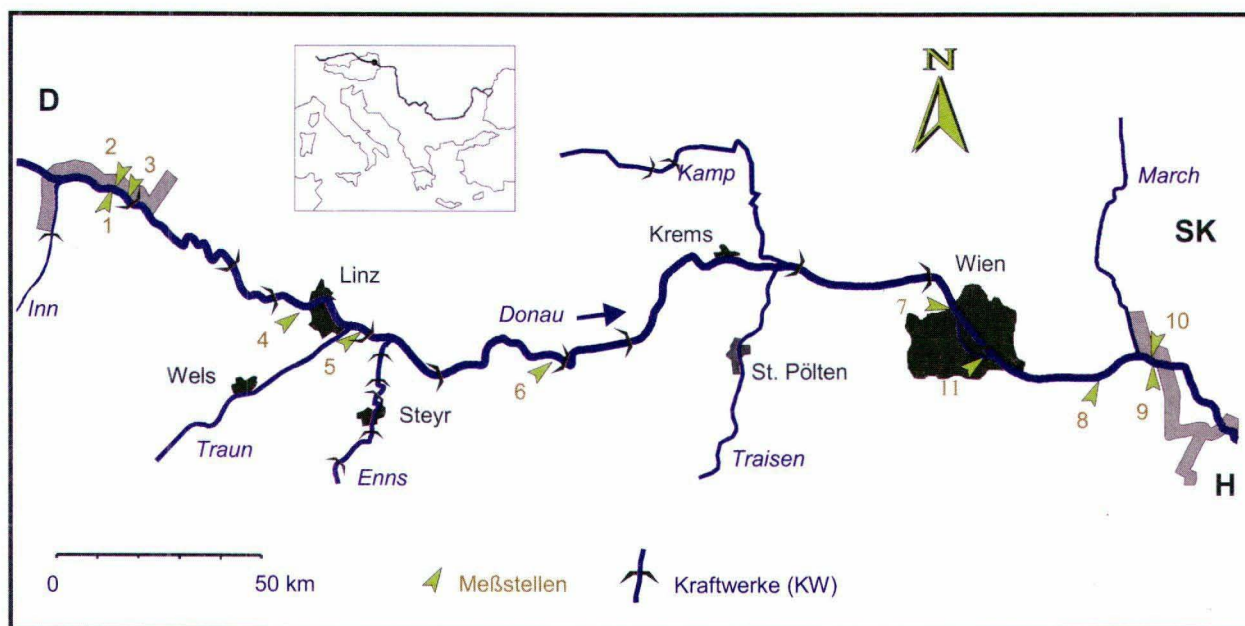 D
N
2
3
1
Inn
Linz
4
5
Wels
Traun
Steyr
Enns
Donau
6
Krems
Kamp
St. Pölten
Traisen
Wien
7
11
March
SK
10
8
9
H
0
50 km
Meßstellen
Kraftwerke (KW)